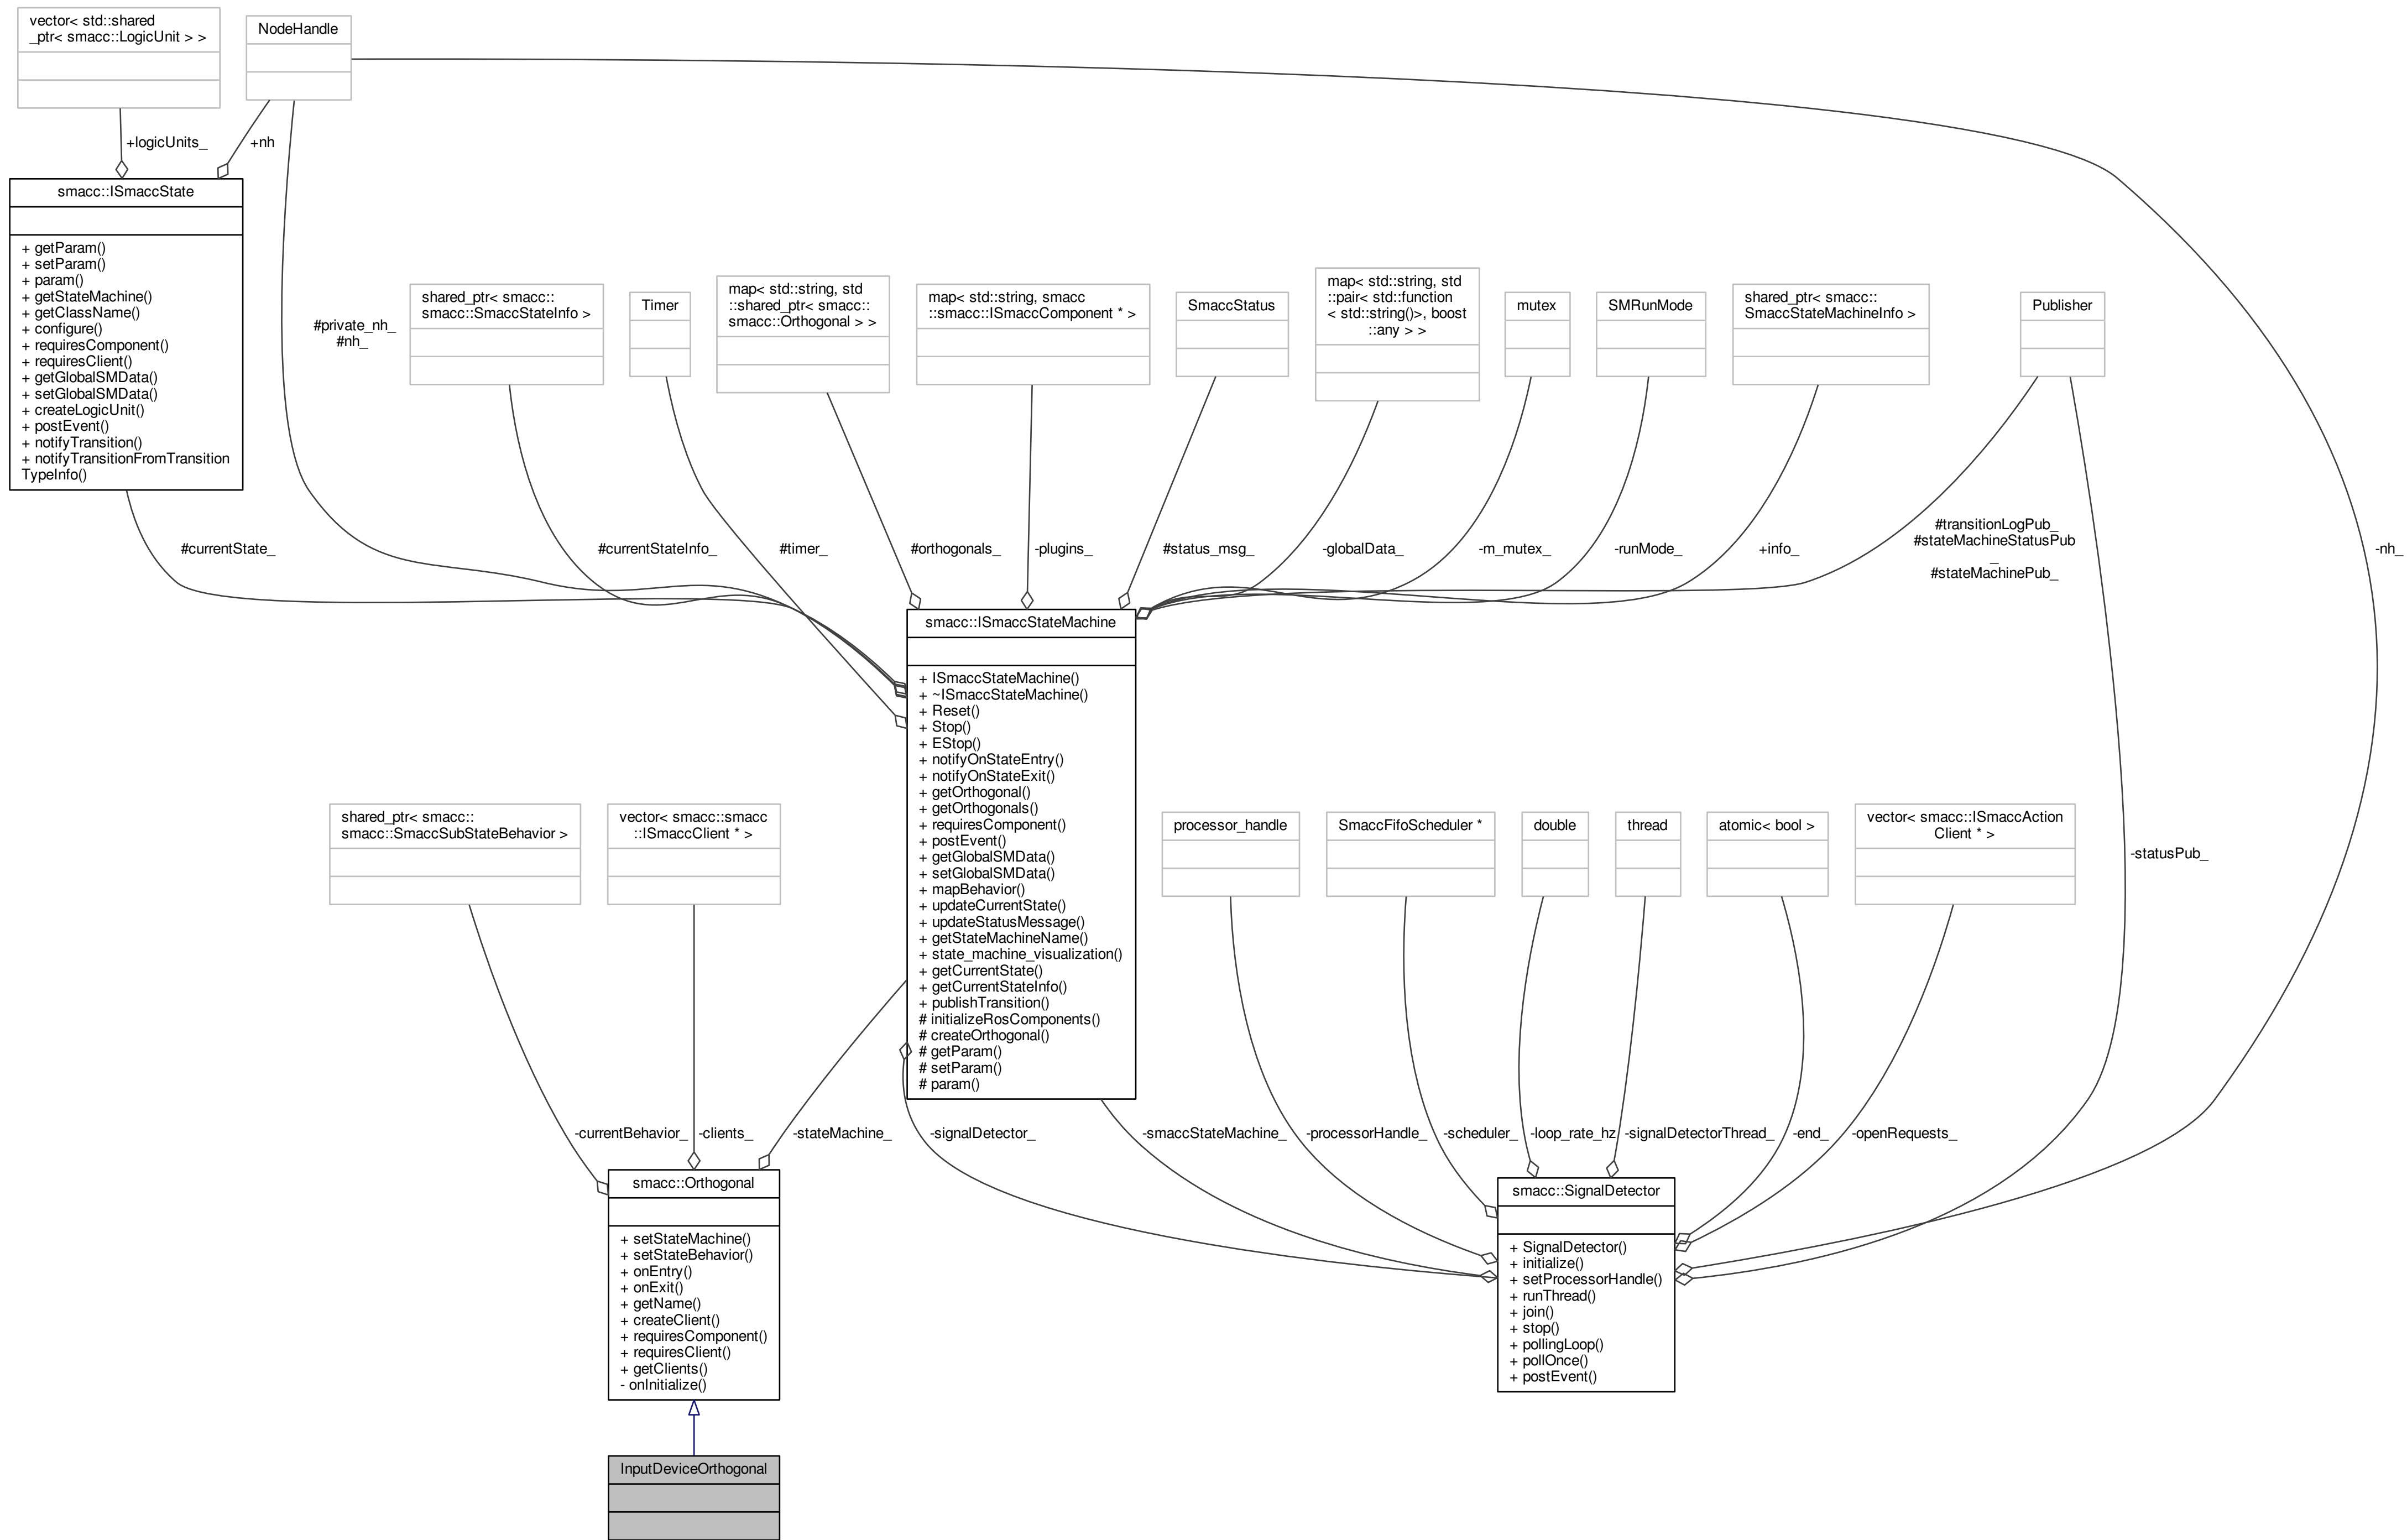 vector< std::shared
_ptr< smacc::LogicUnit > >
NodeHandle
+logicUnits_
+nh
smacc::ISmaccState
+ getParam()
+ setParam()
+ param()
+ getStateMachine()
+ getClassName()
+ configure()
+ requiresComponent()
+ requiresClient()
+ getGlobalSMData()
+ setGlobalSMData()
+ createLogicUnit()
+ postEvent()
+ notifyTransition()
+ notifyTransitionFromTransition
TypeInfo()
#private_nh_
#nh_
shared_ptr< smacc::
smacc::SmaccStateInfo >
Timer
map< std::string, std
::shared_ptr< smacc::
smacc::Orthogonal > >
map< std::string, smacc
::smacc::ISmaccComponent * >
SmaccStatus
map< std::string, std
::pair< std::function
< std::string()>, boost
::any > >
mutex
SMRunMode
shared_ptr< smacc::
SmaccStateMachineInfo >
Publisher
#currentState_
#currentStateInfo_
#timer_
#orthogonals_
-plugins_
#status_msg_
-globalData_
-m_mutex_
-runMode_
+info_
#transitionLogPub_
#stateMachineStatusPub
_
#stateMachinePub_
-nh_
smacc::ISmaccStateMachine
+ ISmaccStateMachine()
+ ~ISmaccStateMachine()
+ Reset()
+ Stop()
+ EStop()
+ notifyOnStateEntry()
+ notifyOnStateExit()
+ getOrthogonal()
+ getOrthogonals()
+ requiresComponent()
+ postEvent()
+ getGlobalSMData()
+ setGlobalSMData()
+ mapBehavior()
+ updateCurrentState()
+ updateStatusMessage()
+ getStateMachineName()
+ state_machine_visualization()
+ getCurrentState()
+ getCurrentStateInfo()
+ publishTransition()
# initializeRosComponents()
# createOrthogonal()
# getParam()
# setParam()
# param()
shared_ptr< smacc::
smacc::SmaccSubStateBehavior >
vector< smacc::smacc
::ISmaccClient * >
processor_handle
SmaccFifoScheduler *
double
thread
atomic< bool >
vector< smacc::ISmaccAction
Client * >
-statusPub_
-currentBehavior_
-clients_
-stateMachine_
-signalDetector_
-smaccStateMachine_
-processorHandle_
-scheduler_
-loop_rate_hz
-signalDetectorThread_
-end_
-openRequests_
smacc::Orthogonal
+ setStateMachine()
+ setStateBehavior()
+ onEntry()
+ onExit()
+ getName()
+ createClient()
+ requiresComponent()
+ requiresClient()
+ getClients()
- onInitialize()
smacc::SignalDetector
+ SignalDetector()
+ initialize()
+ setProcessorHandle()
+ runThread()
+ join()
+ stop()
+ pollingLoop()
+ pollOnce()
+ postEvent()
InputDeviceOrthogonal